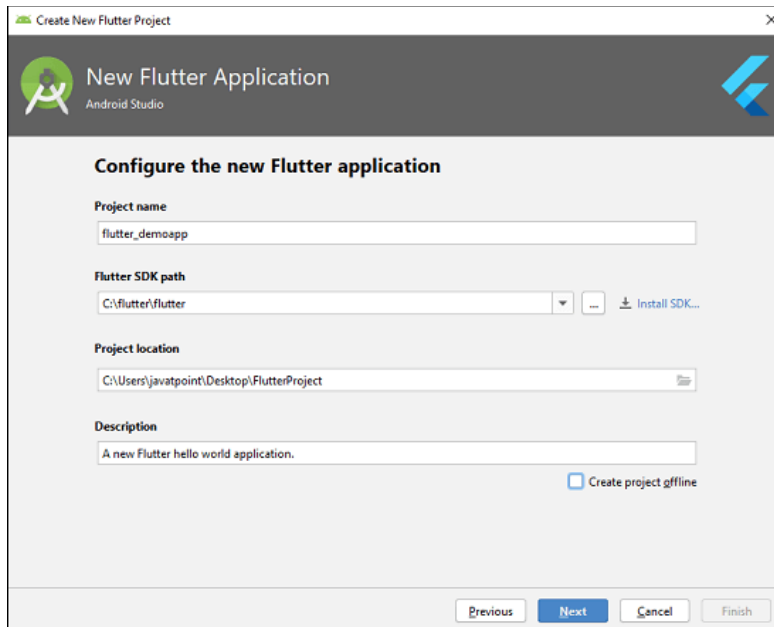 Create New Flutter Project
New Flutter Application
Android Studio
Configure the new Flutter application
Project name
flutter_demoapp
Flutter SDK path
C:\flutter\flutter
... Install SDK...
Project location
C:\Users\javatpoint\Desktop\FlutterProject
Description
A new Flutter hello world application.
Create project offline
Previous Next Cancel Finish